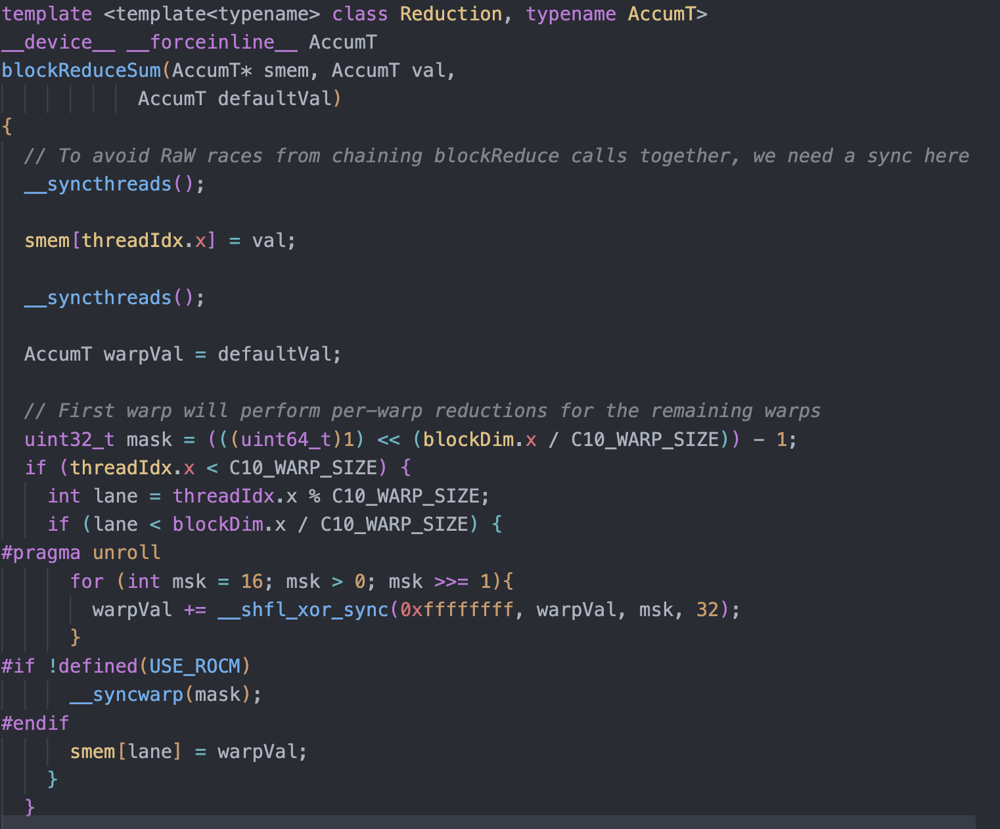 template <template<typename> class Reduction, typename AccumT>
__device__ __forceinline__ AccumT
blockReduceSum(AccumT* smem, AccumT val,
            AccumT defaultVal)
{
  // To avoid RaW races from chaining blockReduce calls together, we need a sync here
  __syncthreads();

  smem[threadIdx.x] = val;

  __syncthreads();

  AccumT warpVal = defaultVal;

  // First warp will perform per-warp reductions for the remaining warps
  uint32_t mask = (((uint64_t)1) << (blockDim.x / C10_WARP_SIZE)) - 1;
  if (threadIdx.x < C10_WARP_SIZE) {
    int lane = threadIdx.x % C10_WARP_SIZE;
    if (lane < blockDim.x / C10_WARP_SIZE) {
#pragma unroll
      for (int msk = 16; msk > 0; msk >>= 1){
        warpVal += __shfl_xor_sync(0xffffffff, warpVal, msk, 32);
      }
#if !defined(USE_ROCM)
      __syncwarp(mask);
#endif
      smem[lane] = warpVal;
    }
  }